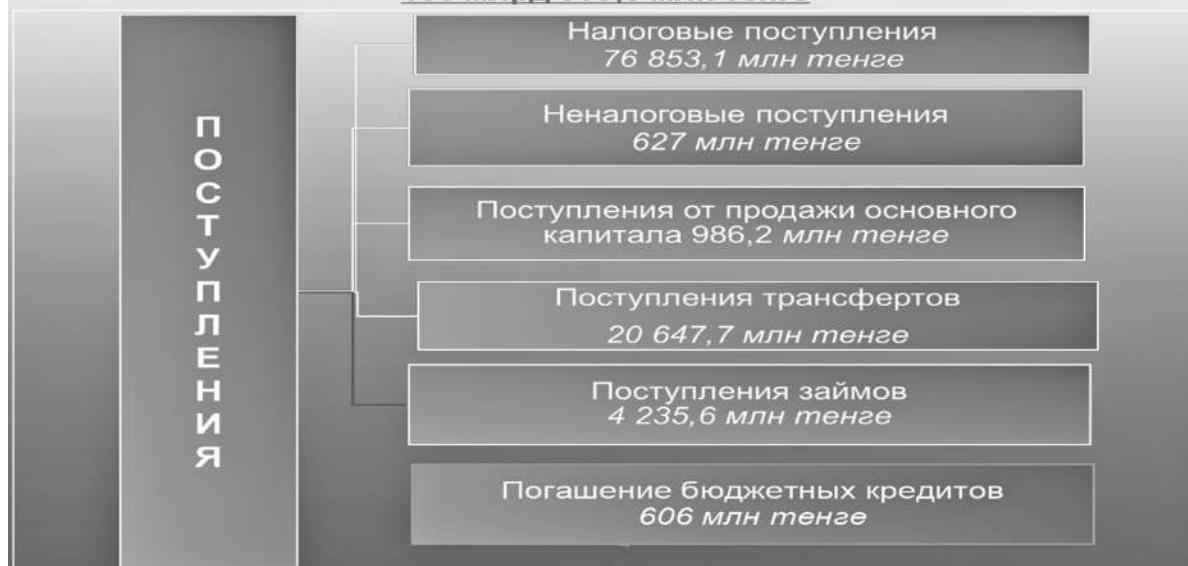 ПОСТУПЛЕНИЯ
Налоговые поступления
76 853,1 млн тенге
Неналоговые поступления
627 млн тенге
Поступления от продажи основного
капитала 986,2 млн тенге
Поступления трансфертов
20 647,7 млн тенге
Поступления займов
4 235,6 млн тенге
Погашение бюджетных кредитов
606 млн тенге